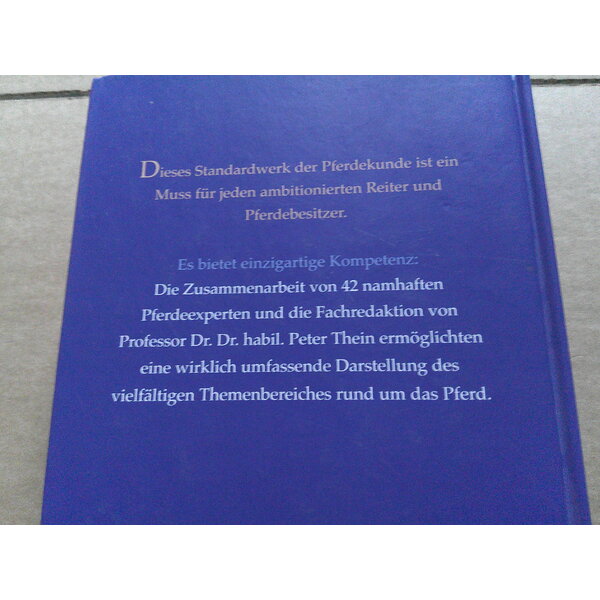 Dieses Standardwerk der Pferdekunde ist ein
Muss für jeden ambitionierten Reiter und
Pferdebesitzer.
Es bietet einzigartige Kompetenz:
Die Zusammenarbeit von 42 namhaften
Pferdeexperten und die Fachredaktion von
Professor Dr. Dr. habil. Peter Thein ermöglichten
eine wirklich umfassende Darstellung des
vielfältigen Themenbereiches rund um das Pferd.